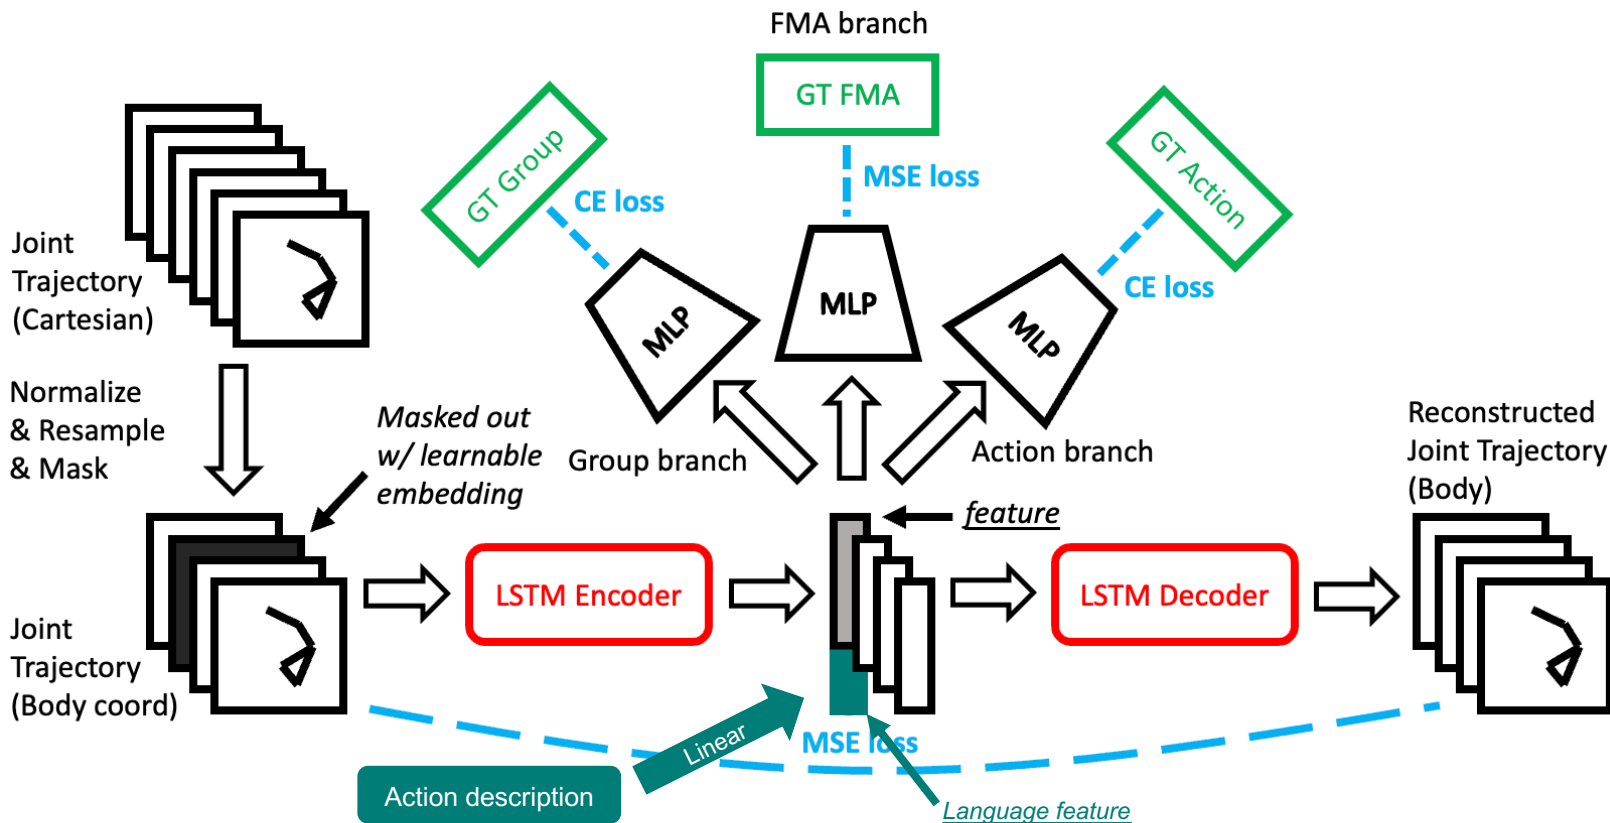 FMA branch
GT Group
GT FMA
GT Action
CE loss
MSE loss
CE loss
MLP
MLP
MLP
Joint
Trajectory
(Cartesian)
Normalize
& Resample
& Mask
Masked out
w/ learnable
embedding
Group branch
Action branch
Reconstructed
Joint Trajectory
(Body)
feature
LSTM Encoder
LSTM Decoder
Joint
Trajectory
(Body coord)
Linear
MSE loss
Action description
Language feature